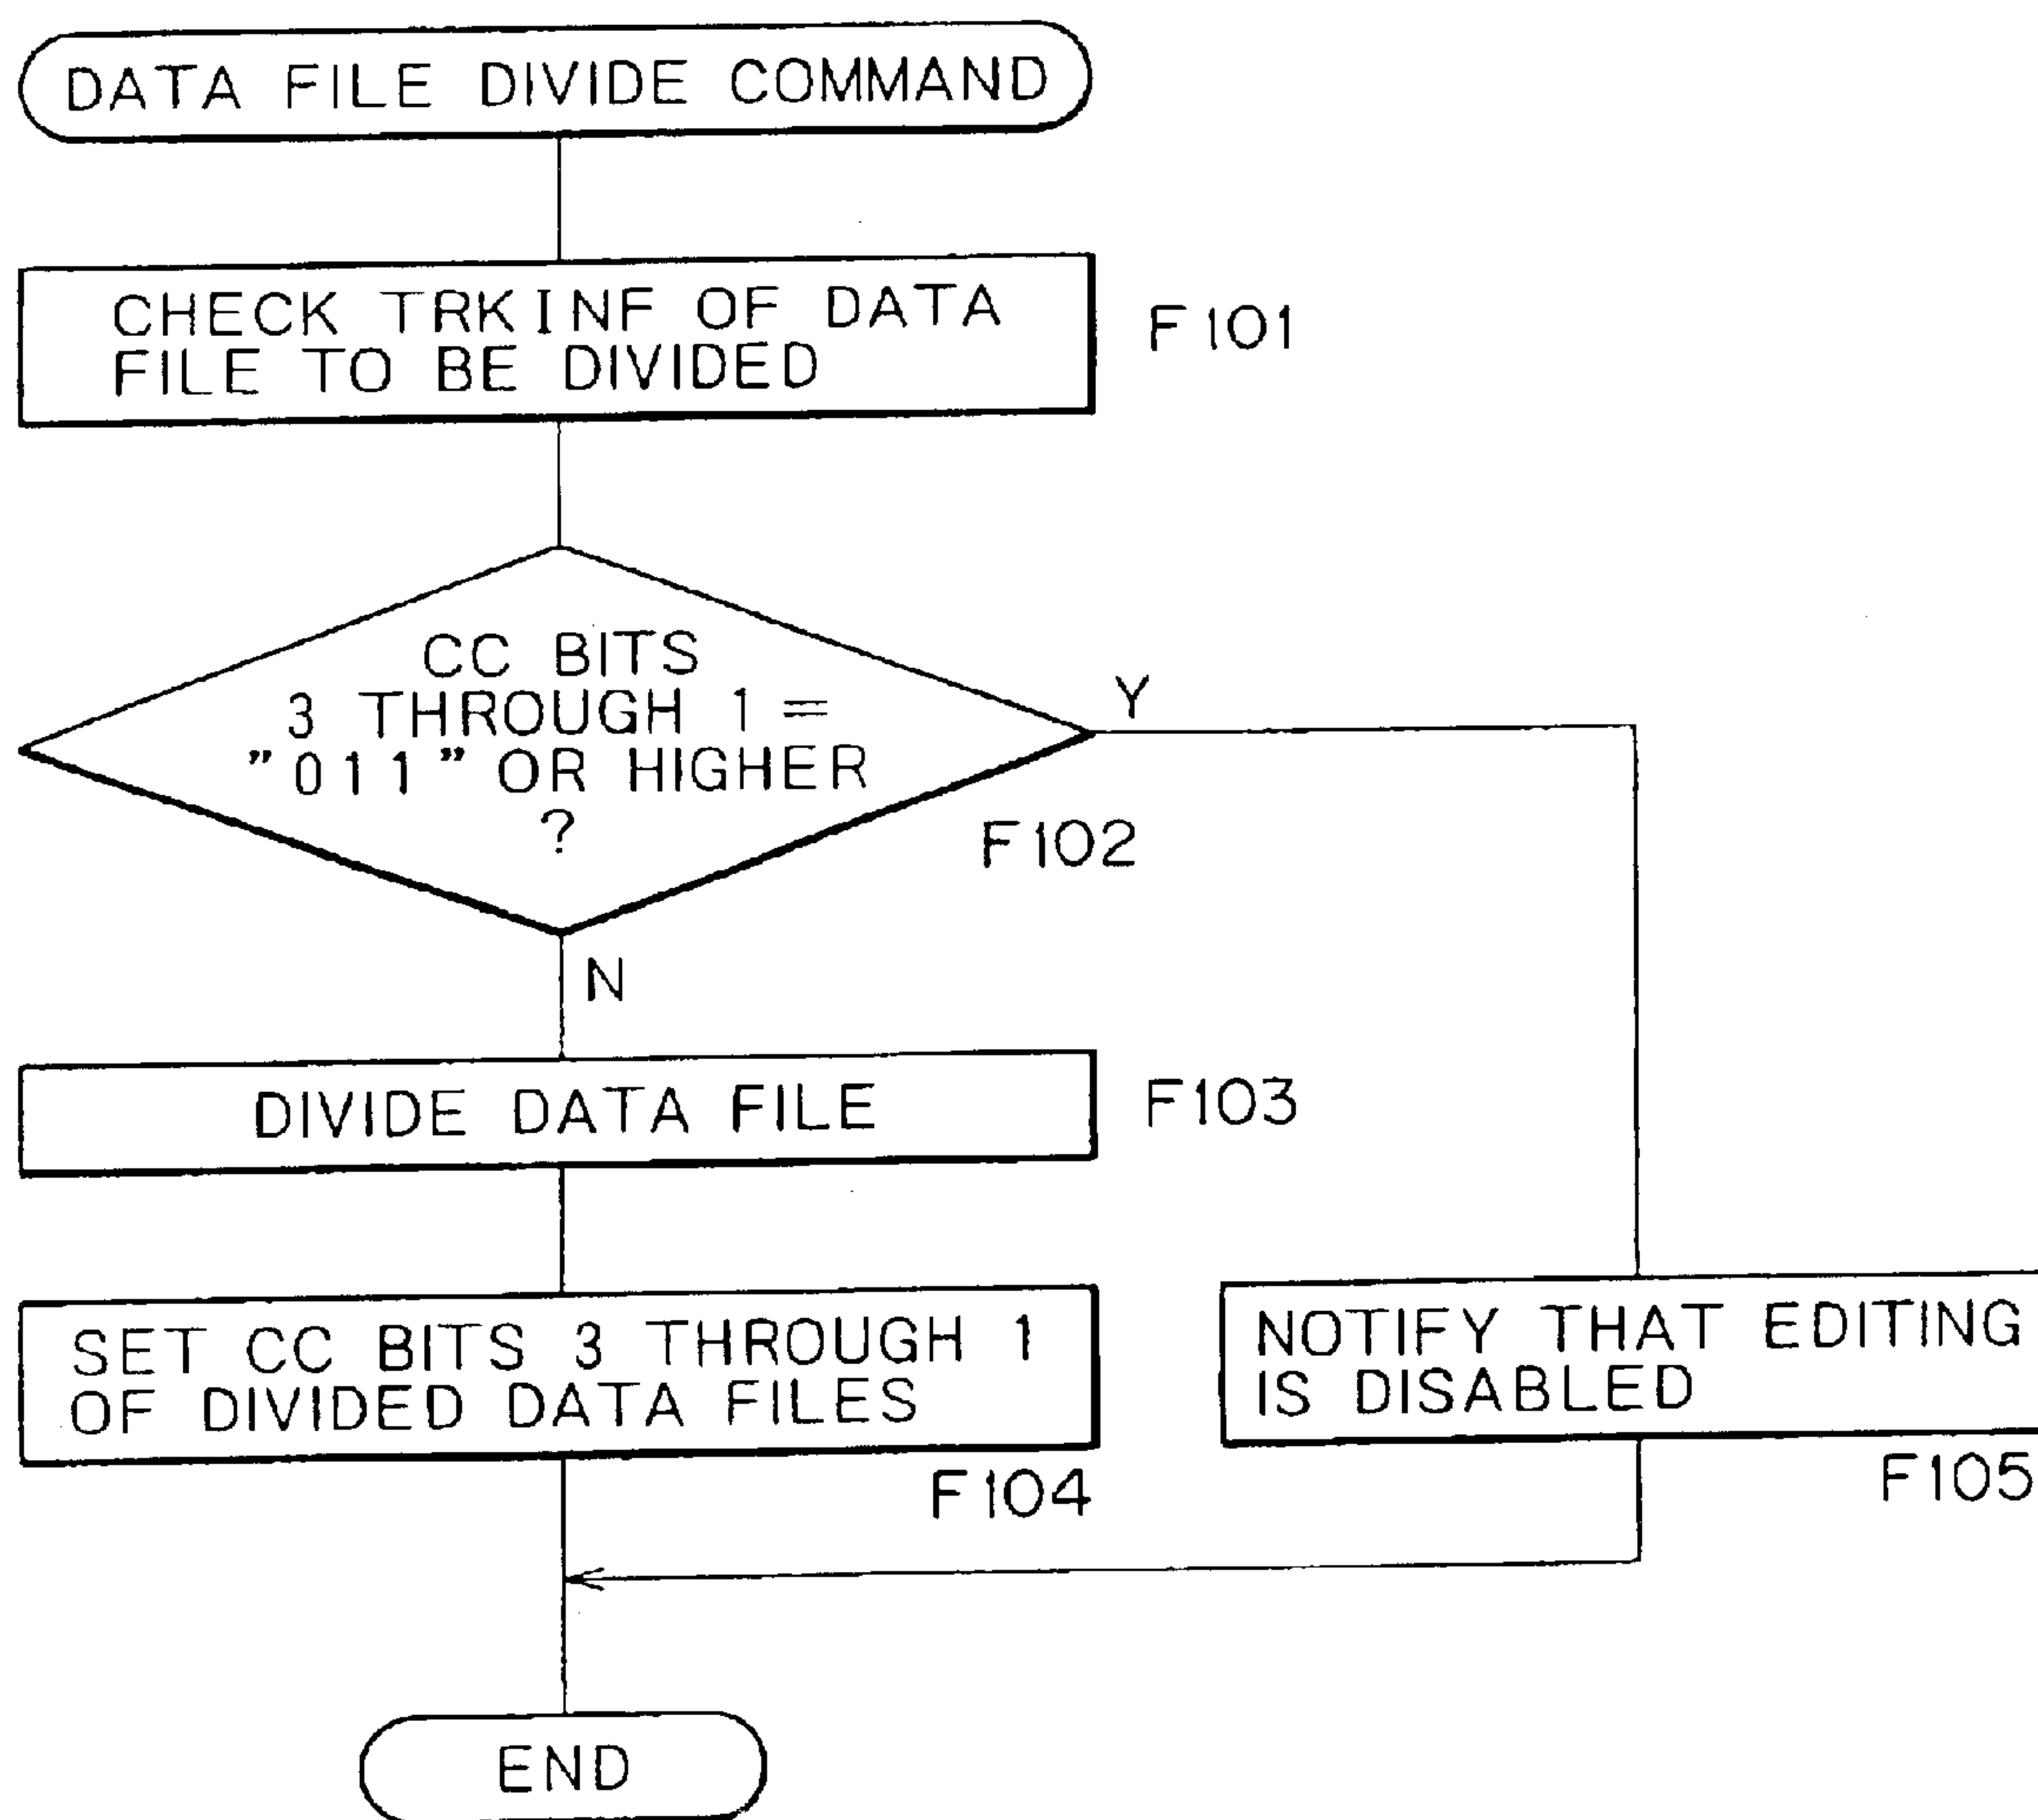 DATA FILE DIVIDE COMMAND
CHECK TRKINF OF DATA
FILE TO BE DIVIDED
F101
CC BITS
3 THROUGH 1 =
"011" OR HIGHER
?
Y
F102
N
DIVIDE DATA FILE
F103
SET CC BITS 3 THROUGH 1
OF DIVIDED DATA FILES
F104
NOTIFY THAT EDITING
IS DISABLED
F105
END